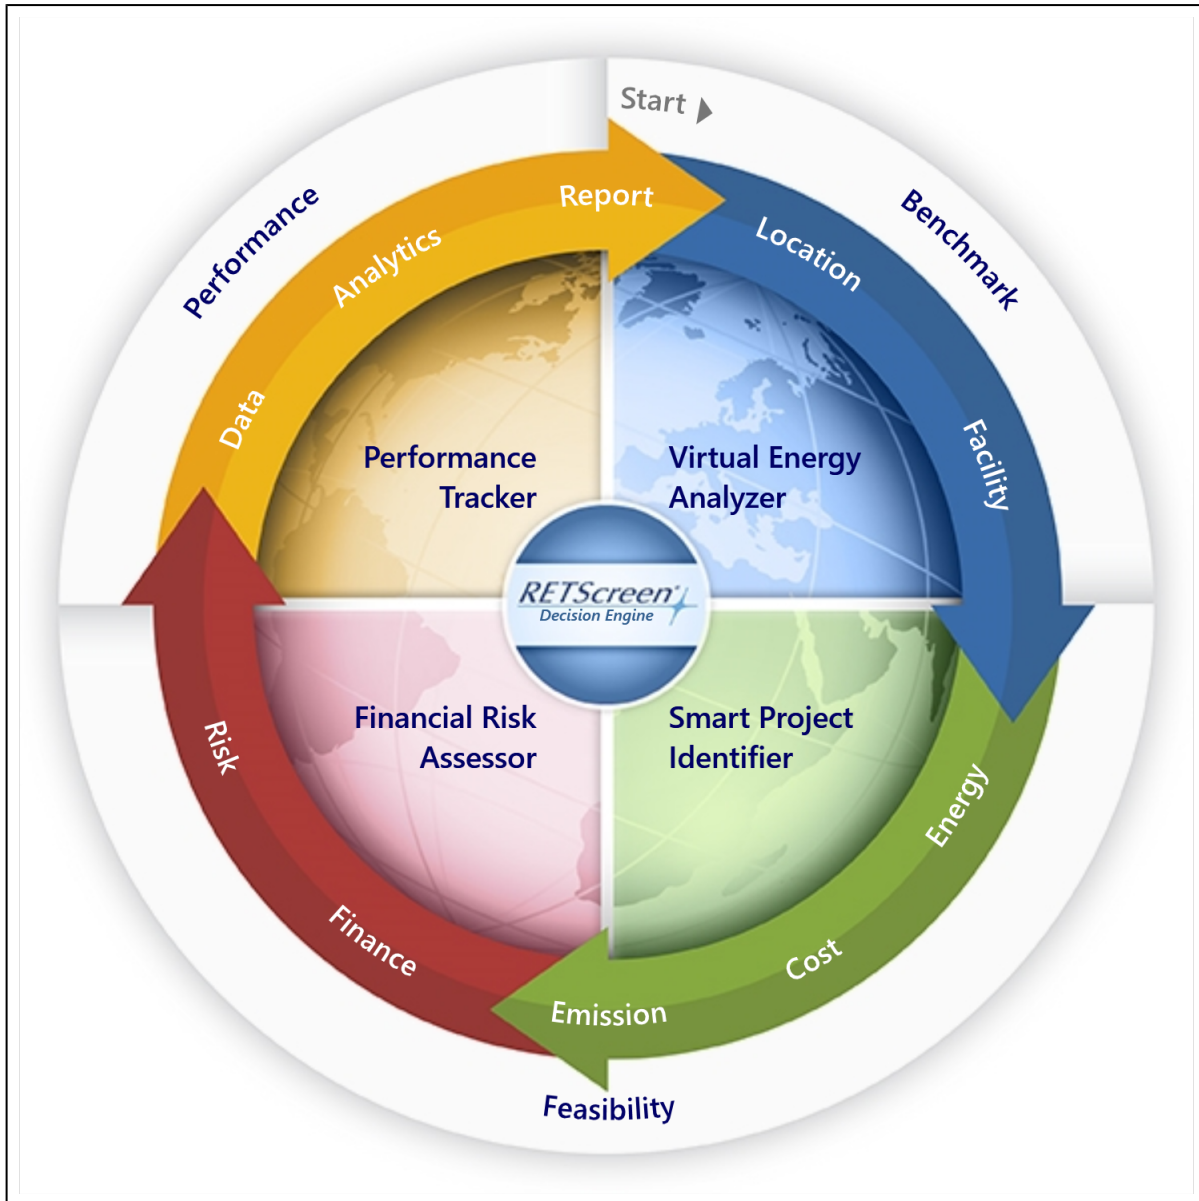 Start
Benchmark
Location
Facility
Virtual Energy
Analyzer
Energy
Cost
Emission
Smart Project
Identifier
Feasibility
Finance
Risk
Financial Risk
Assessor
Data
Analytics
Report
Performance
Tracker
Performance
RETScreen
Decision Engine